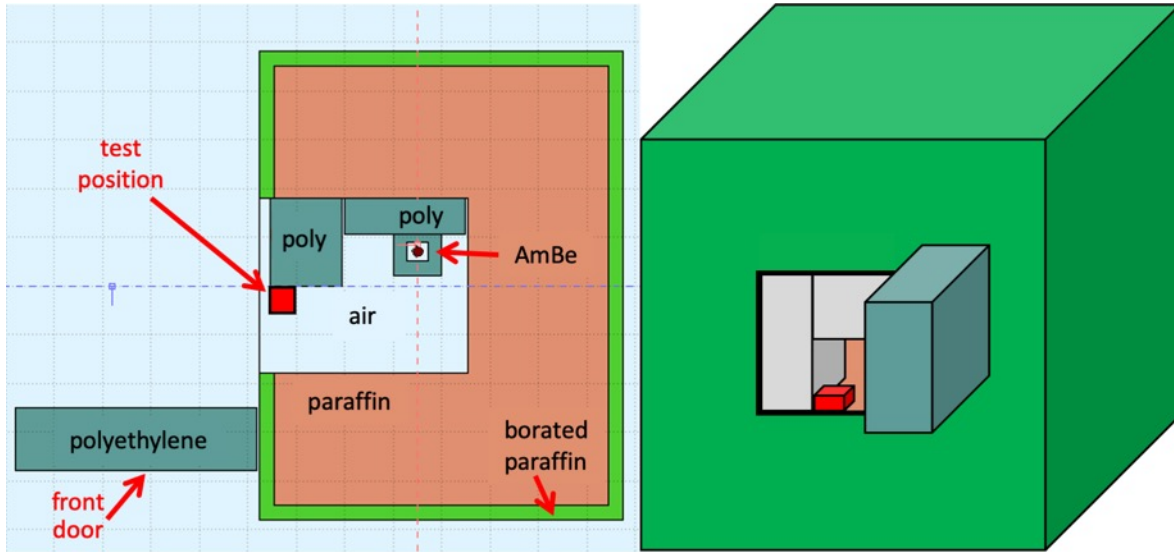 test
position
poly
poly
AmBe
air
paraffin
polyethylene
borated
paraffin
front
door